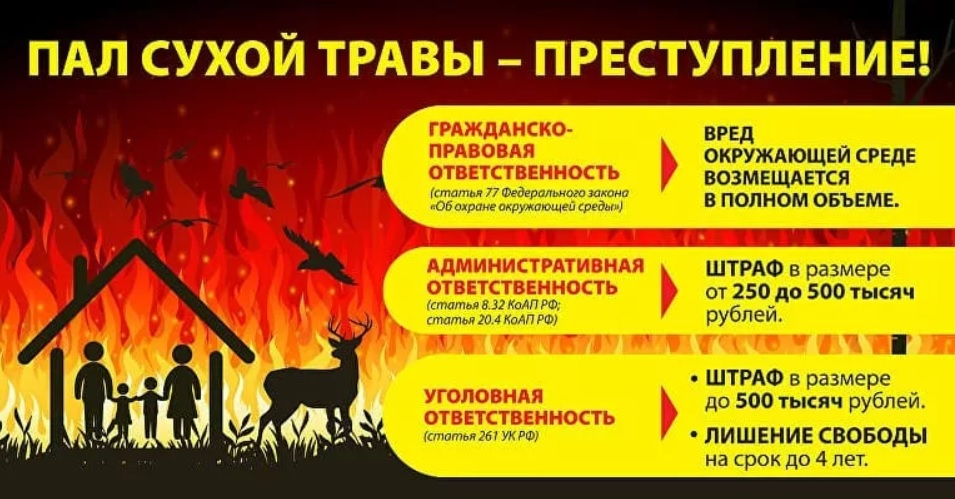 ПАЛ СУХОЙ ТРАВЫ – ПРЕСТУПЛЕНИЕ!
ГРАЖДАНСКО-
ПРАВОВАЯ
ОТВЕТСТВЕННОСТЬ
(статья 77 Федерального закона
«Об охране окружающей среды»)
ВРЕД
ОКРУЖАЮЩЕЙ СРЕДЕ
ВОЗМЕЩАЕТСЯ
В ПОЛНОМ ОБЪЕМЕ.
АДМИНИСТРАТИВНАЯ
ОТВЕТСТВЕННОСТЬ
(статья 8.32 КоАП РФ;
статья 20.4 КоАП РФ)
ШТРАФ в размере
от 250 до 500 тысяч
рублей.
УГОЛОВНАЯ
ОТВЕТСТВЕННОСТЬ
(статья 261 УК РФ)
• ШТРАФ в размере
до 500 тысяч рублей.
• ЛИШЕНИЕ СВОБОДЫ
на срок до 4 лет.